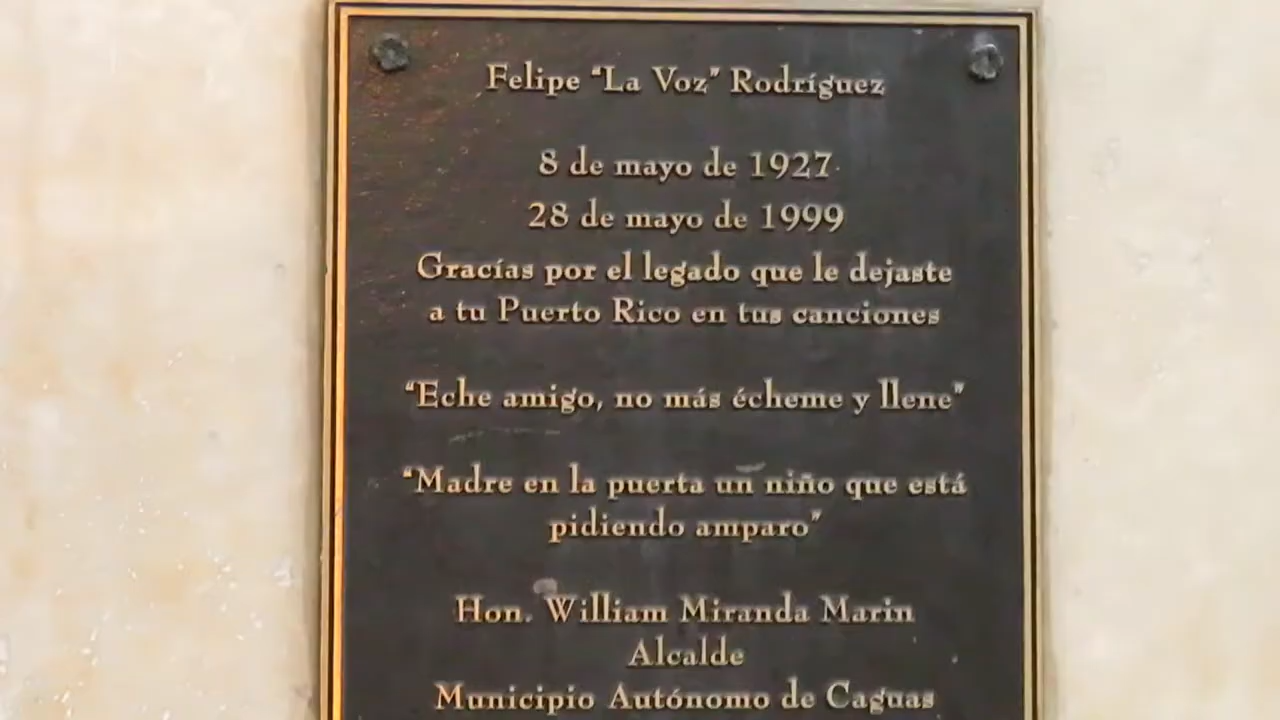 Felipe "La Voz" Rodríguez
8 de mayo de 1927
28 de mayo de 1999
Gracías por el legado que le dejaste
a tu Puerto Rico en tus canciones
"Eche amigo, no más écheme y llene"
"Madre en la puerta un niño que está
pidiendo amparo"
Hon. William Miranda Marin
Alcalde
Municipio Autónomo de Caguas